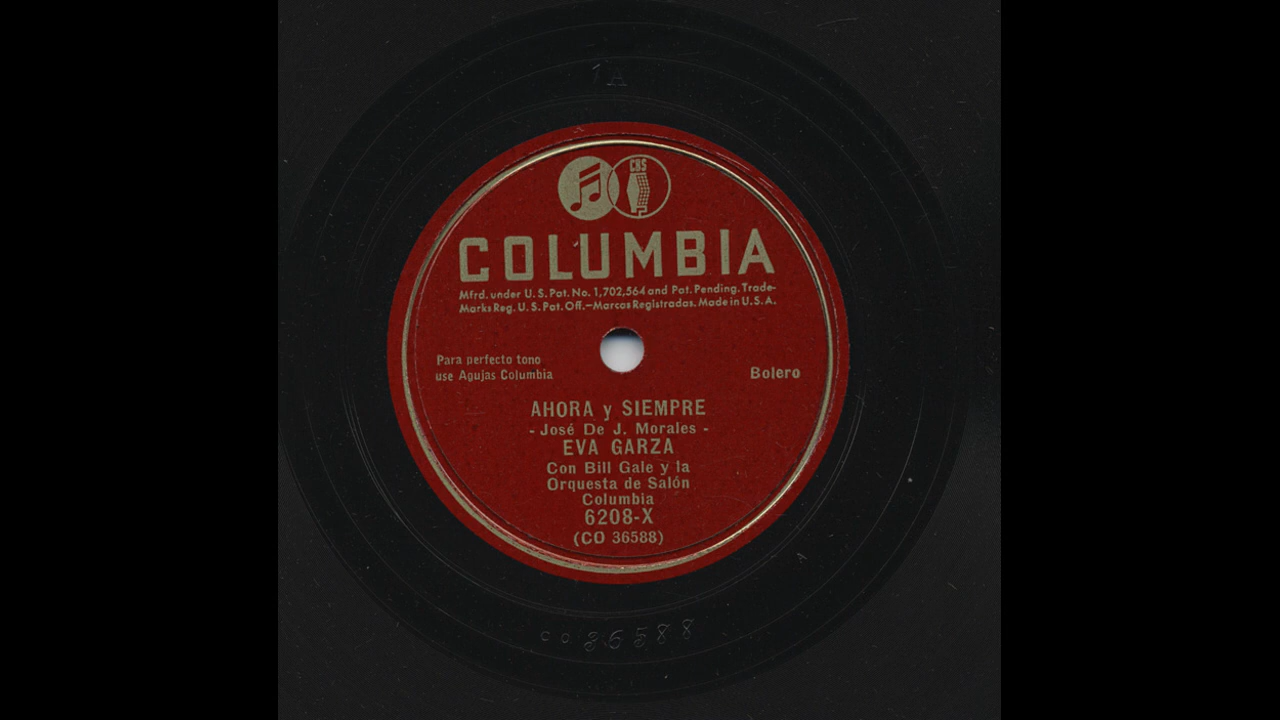 1A
CBS
COLUMBIA
Mfrd. under U. S. Pat. No. 1,702,564 and Pat. Pending. Trade-
Marks Reg. U. S. Pat. Off.—Marcas Registradas. Made in U. S. A.
Para perfecto tono
use Agujas Columbia
Bolero
AHORA y SIEMPRE
- José De J. Morales -
EVA GARZA
Con Bill Gale y la
Orquesta de Salón
Columbia
6208-X
(CO 36588)
A
CO 36588